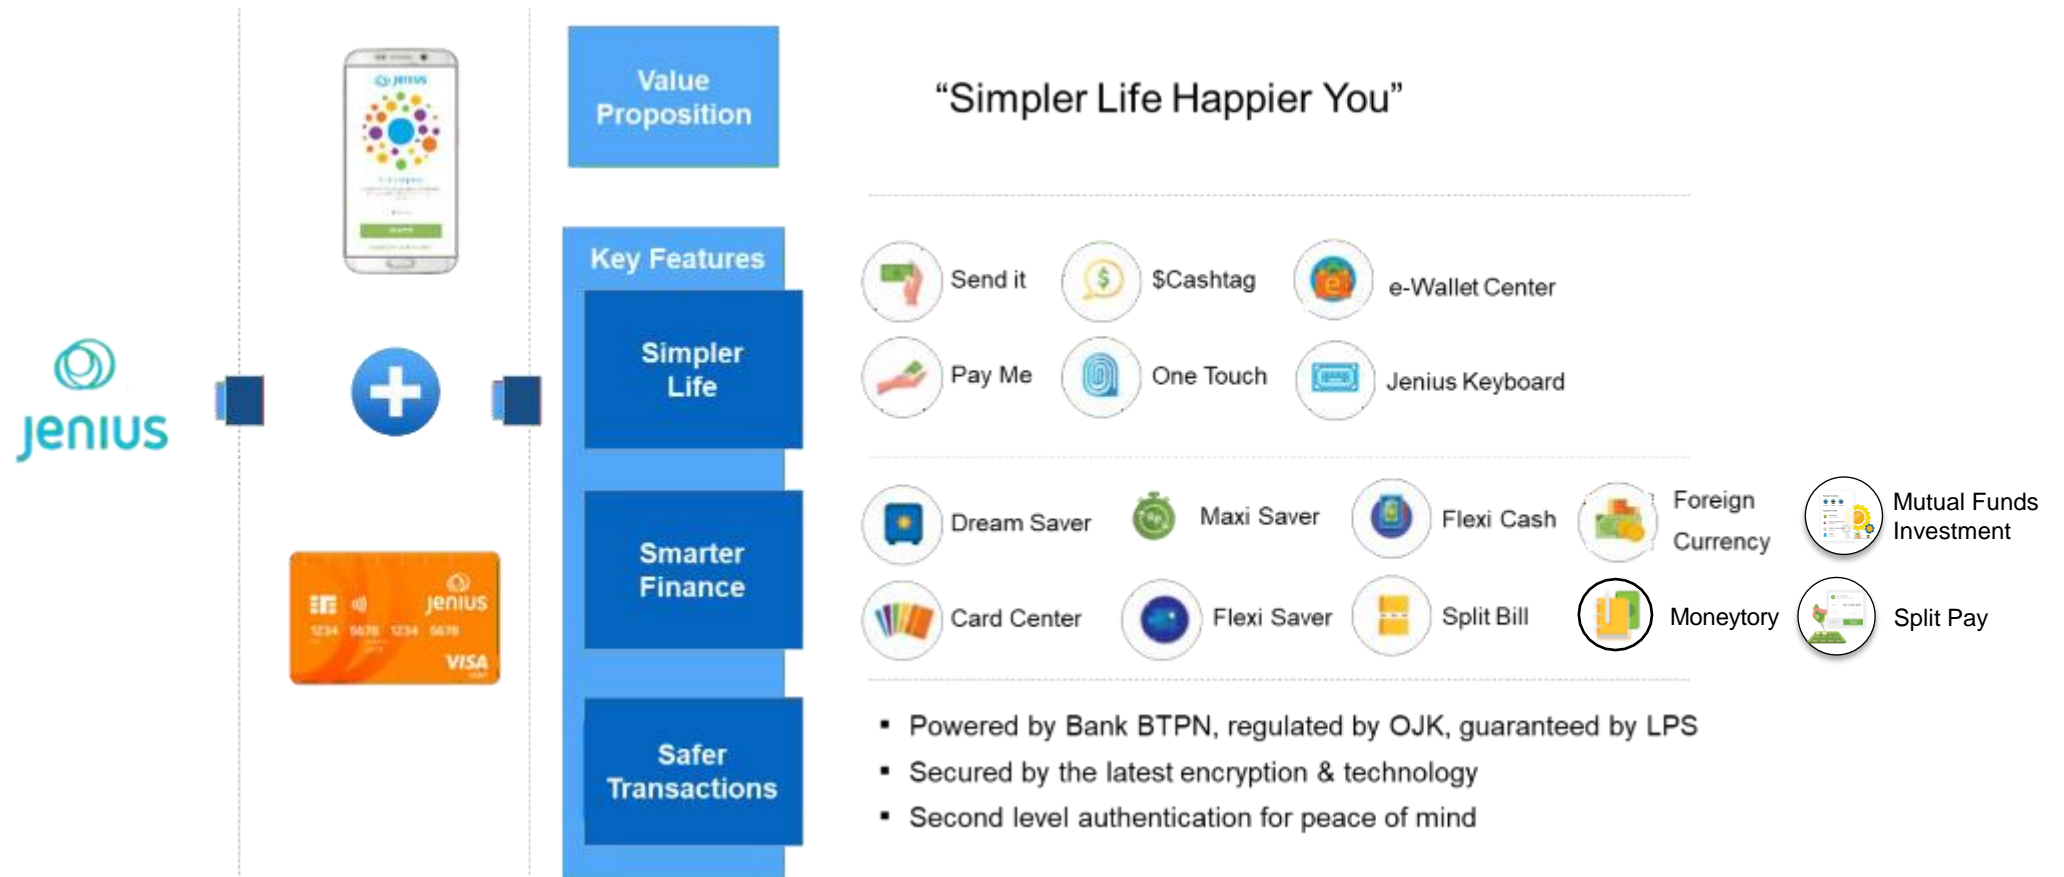 Jenius
Jenius
Jenius
1234 5678 1234 5678
VISA
Value
Proposition
“Simpler Life Happier You”
Key Features
Simpler
Life
Send it
$Cashtag
e-Wallet Center
Pay Me
One Touch
Jenius Keyboard
Smarter
Finance
Dream Saver
Maxi Saver
Flexi Cash
Foreign
Currency
Mutual Funds
Investment
Card Center
Flexi Saver
Split Bill
Moneytory
Split Pay
Safer
Transactions
▪ Powered by Bank BTPN, regulated by OJK, guaranteed by LPS
▪ Secured by the latest encryption & technology
▪ Second level authentication for peace of mind